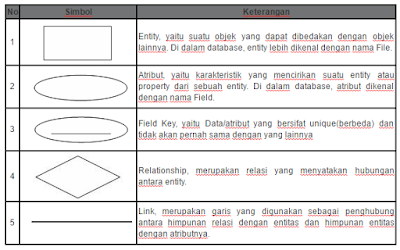 No Simbol Keterangan
1 Entity, yaitu suatu objek yang dapat dibedakan dengan objek
lainnya. Di dalam database, entity lebih dikenal dengan nama File.
2 Atribut, yaitu karakteristik yang mencirikan suatu entity atau
property dari sebuah entity. Di dalam database, atribut dikenal
dengan nama Field.
3 Field Key, yaitu Data/atribut yang bersifat unique(berbeda) dan
tidak akan pernah sama dengan yang lainnya
4 Relationship, merupakan relasi yang menyatakan hubungan
antara entity.
5 Link, merupakan garis yang digunakan sebagai penghubung
antara himpunan relasi dengan entitas dan himpunan entitas
dengan atributnya.